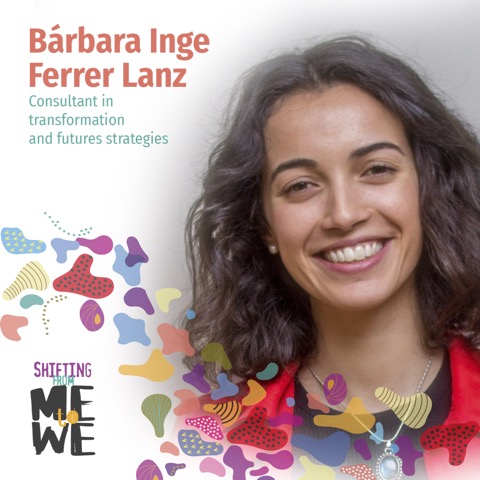 Bárbara Inge
Ferrer Lanz
Consultant in
transformation
and futures strategies
SHIFTING
FROM
ME
to
WE